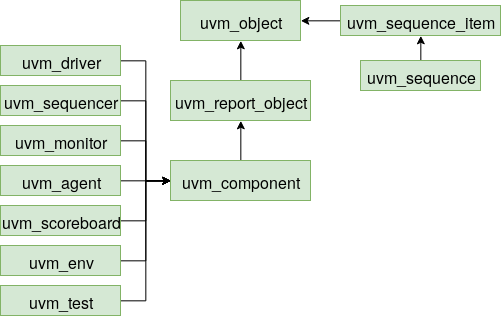 uvm_object
uvm_sequence_item
uvm_driver
uvm_sequence
uvm_sequencer
uvm_report_object
uvm_monitor
uvm_agent
uvm_component
uvm_scoreboard
uvm_env
uvm_test